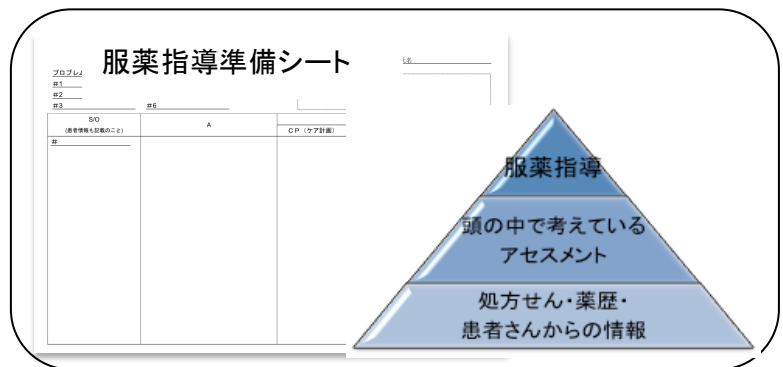 服薬指導準備シート
プロブレム
#1
#2
#3
#6
氏名
S/O
(患者情報も記載のこと)
A
CP(ケア計画)
#
服薬指導
頭の中で考えている
アセスメント
処方せん・薬歴・
患者さんからの情報